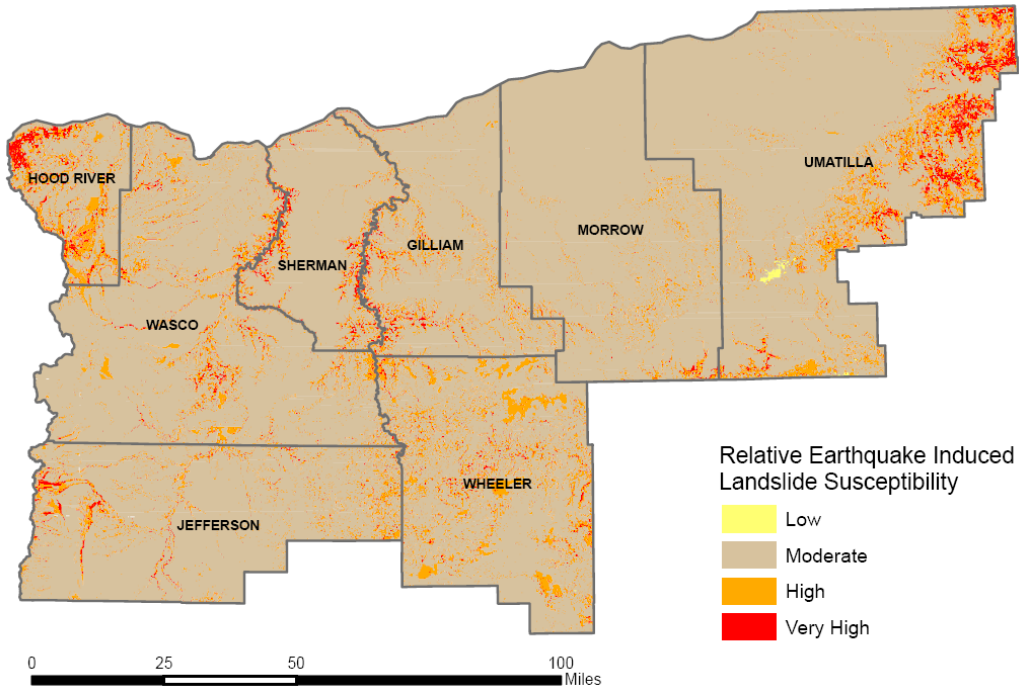 HOOD RIVER
UMATILLA
MORROW
GILLIAM
SHERMAN
WASCO
WHEELER
JEFFERSON
Relative Earthquake Induced
Landslide Susceptibility
Low
Moderate
High
Very High
0 25 50 100
Miles